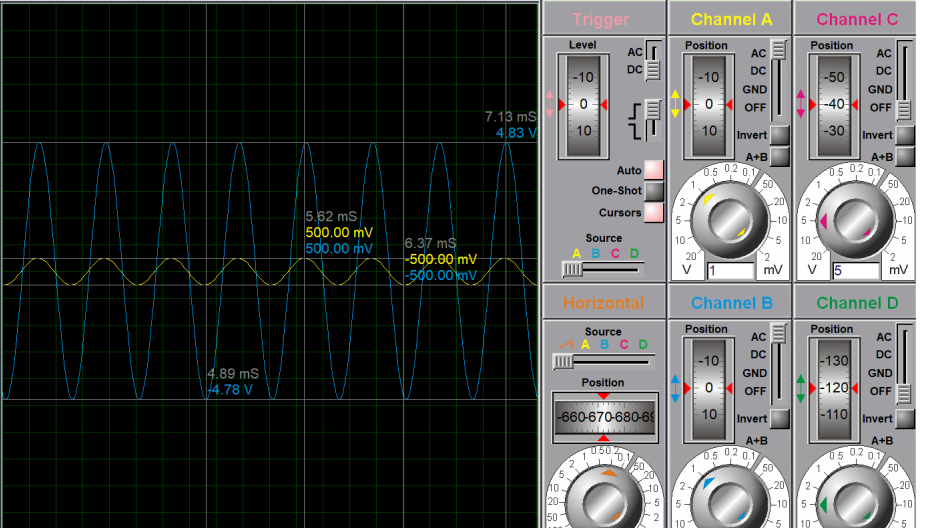 Trigger
Channel A
Channel C
Level
AC
DC
-10
0
10
Auto
One-Shot
Cursors
Source
A B C D
Position
-10
0
10
AC
DC
GND
OFF
Invert
A+B
0.5 0.2 0.1
1
2
5
10
20
V
50
20
10
5
2
mV
1
Position
-50
-40
-30
AC
DC
GND
OFF
Invert
A+B
0.5 0.2 0.1
1
2
5
10
20
V
50
20
10
5
2
mV
5
7.13 mS
4.83 V
5.62 mS
500.00 mV
500.00 mV
6.37 mS
-500.00 mV
-500.00 mV
4.89 mS
-4.78 V
Horizontal
Channel B
Channel D
Source
A B C D
Position
-660 -670 -680
Position
-10
0
10
AC
DC
GND
OFF
Invert
A+B
Position
-130
-120
-110
AC
DC
GND
OFF
Invert
A+B